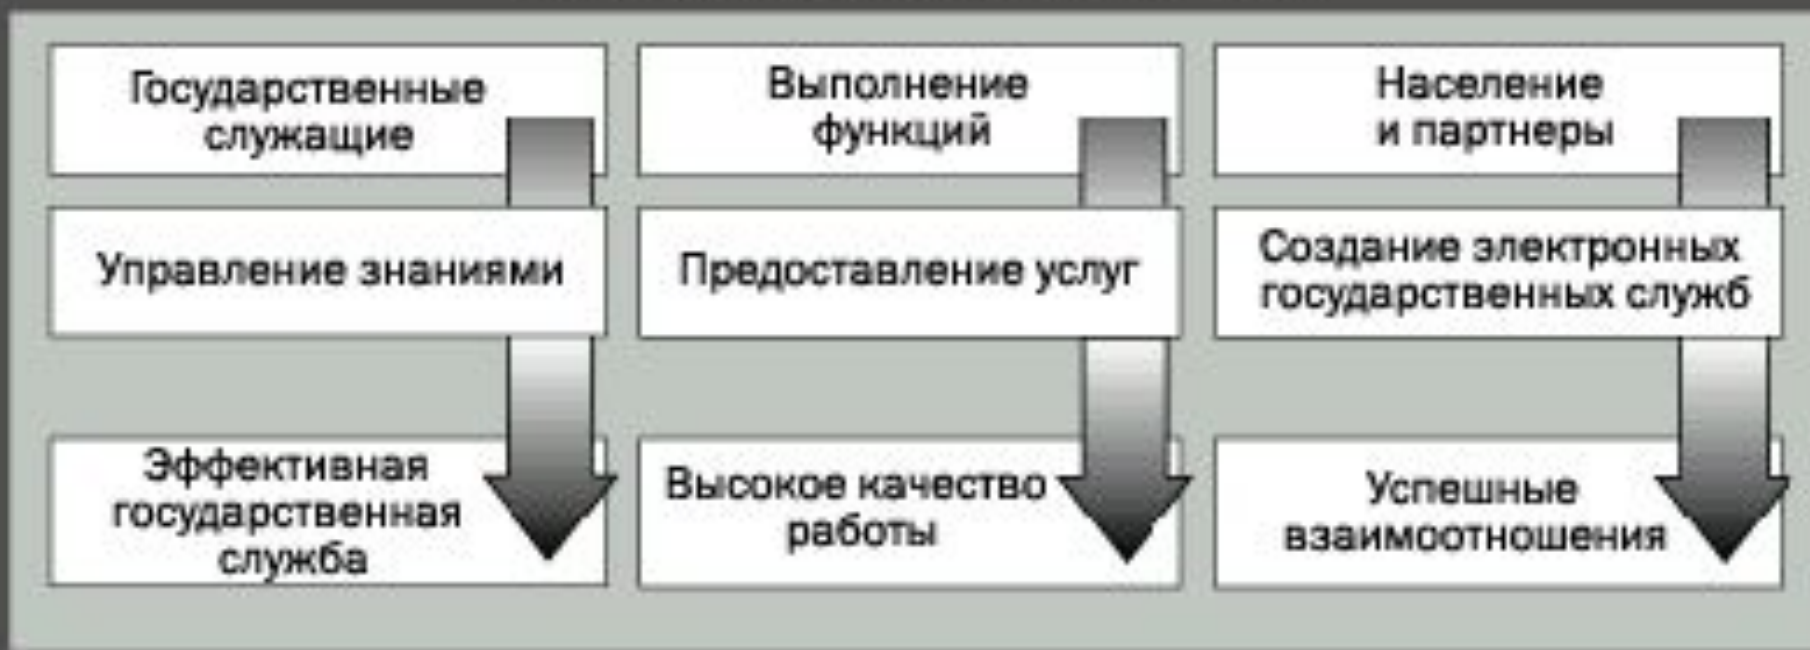 Государственные
служащие
Выполнение
функций
Население
и партнеры
Управление знаниями
Предоставление услуг
Создание электронных
государственных служб
Эффективная
государственная
служба
Высокое качество
работы
Успешные
взаимоотношения